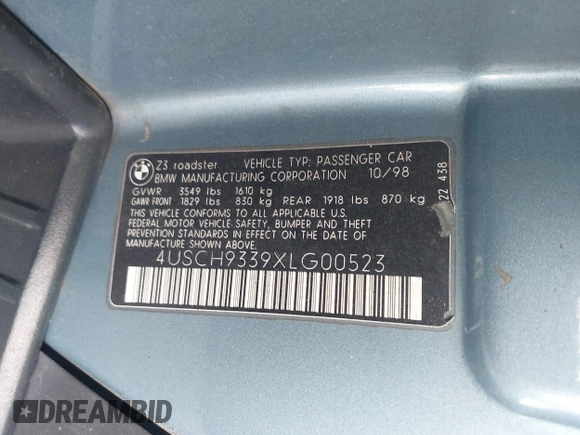 BMW
Z3 roadster VEHICLE TYP: PASSENGER CAR
BMW MANUFACTURING CORPORATION 10/98
GVWR 3549 lbs 1610 kg
GAWR FRONT 1829 lbs 830 kg REAR 1918 lbs 870 kg
THIS VEHICLE CONFORMS TO ALL APPLICABLE U.S.
FEDERAL MOTOR VEHICLE SAFETY, BUMPER, AND THEFT
PREVENTION STANDARDS IN EFFECT ON THE DATE OF
MANUFACTURE SHOWN ABOVE.
4USCH9339XLG00523
22 438
DREAMBID